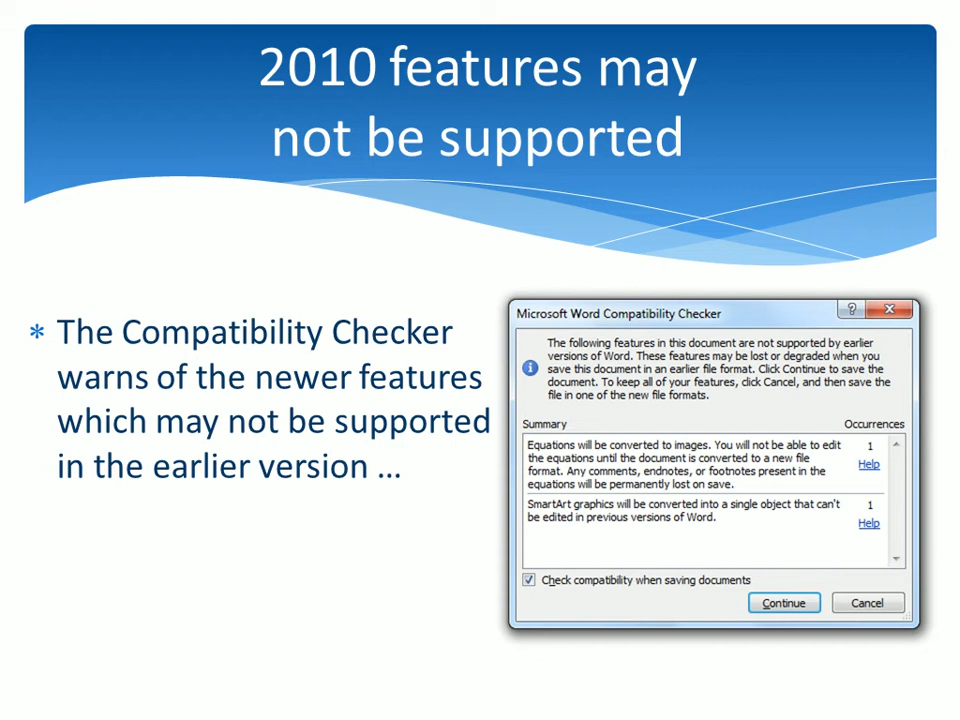 2010 features may
not be supported
* The Compatibility Checker
warns of the newer features
which may not be supported
in the earlier version ...
Microsoft Word Compatibility Checker
?
The following features in this document are not supported by earlier
versions of Word. These features may be lost or degraded when you
save this document in an earlier file format. Click Continue to save the
document. To keep all of your features, click Cancel, and then save the
file in one of the new file formats.
Summary Occurrences
Equations will be converted to images. You will not be able to edit 1
the equations until the document is converted to a new file Help
format. Any comments, endnotes, or footnotes present in the
equations will be permanently lost on save.
SmartArt graphics will be converted into a single object that can't 1
be edited in previous versions of Word. Help
Check compatibility when saving documents
Continue Cancel